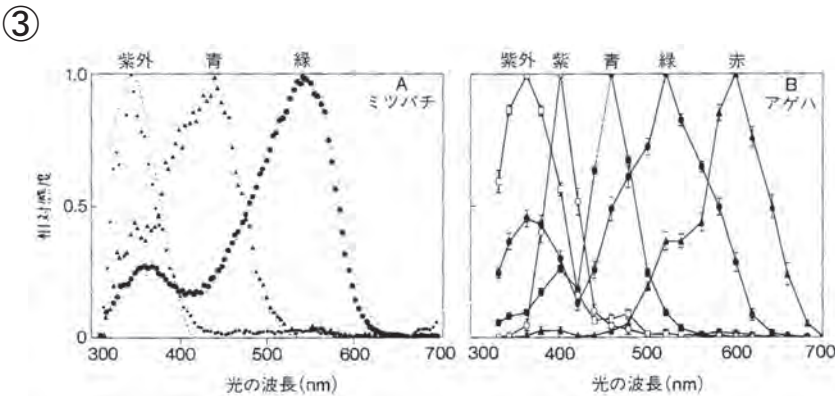 ③
紫外 青 緑
A
ミツバチ
1.0
0.5
0
相対感度
300 400 500 600 700
光の波長(nm)
紫外 紫 青 緑 赤
B
アゲハ
300 400 500 600 700
光の波長(nm)